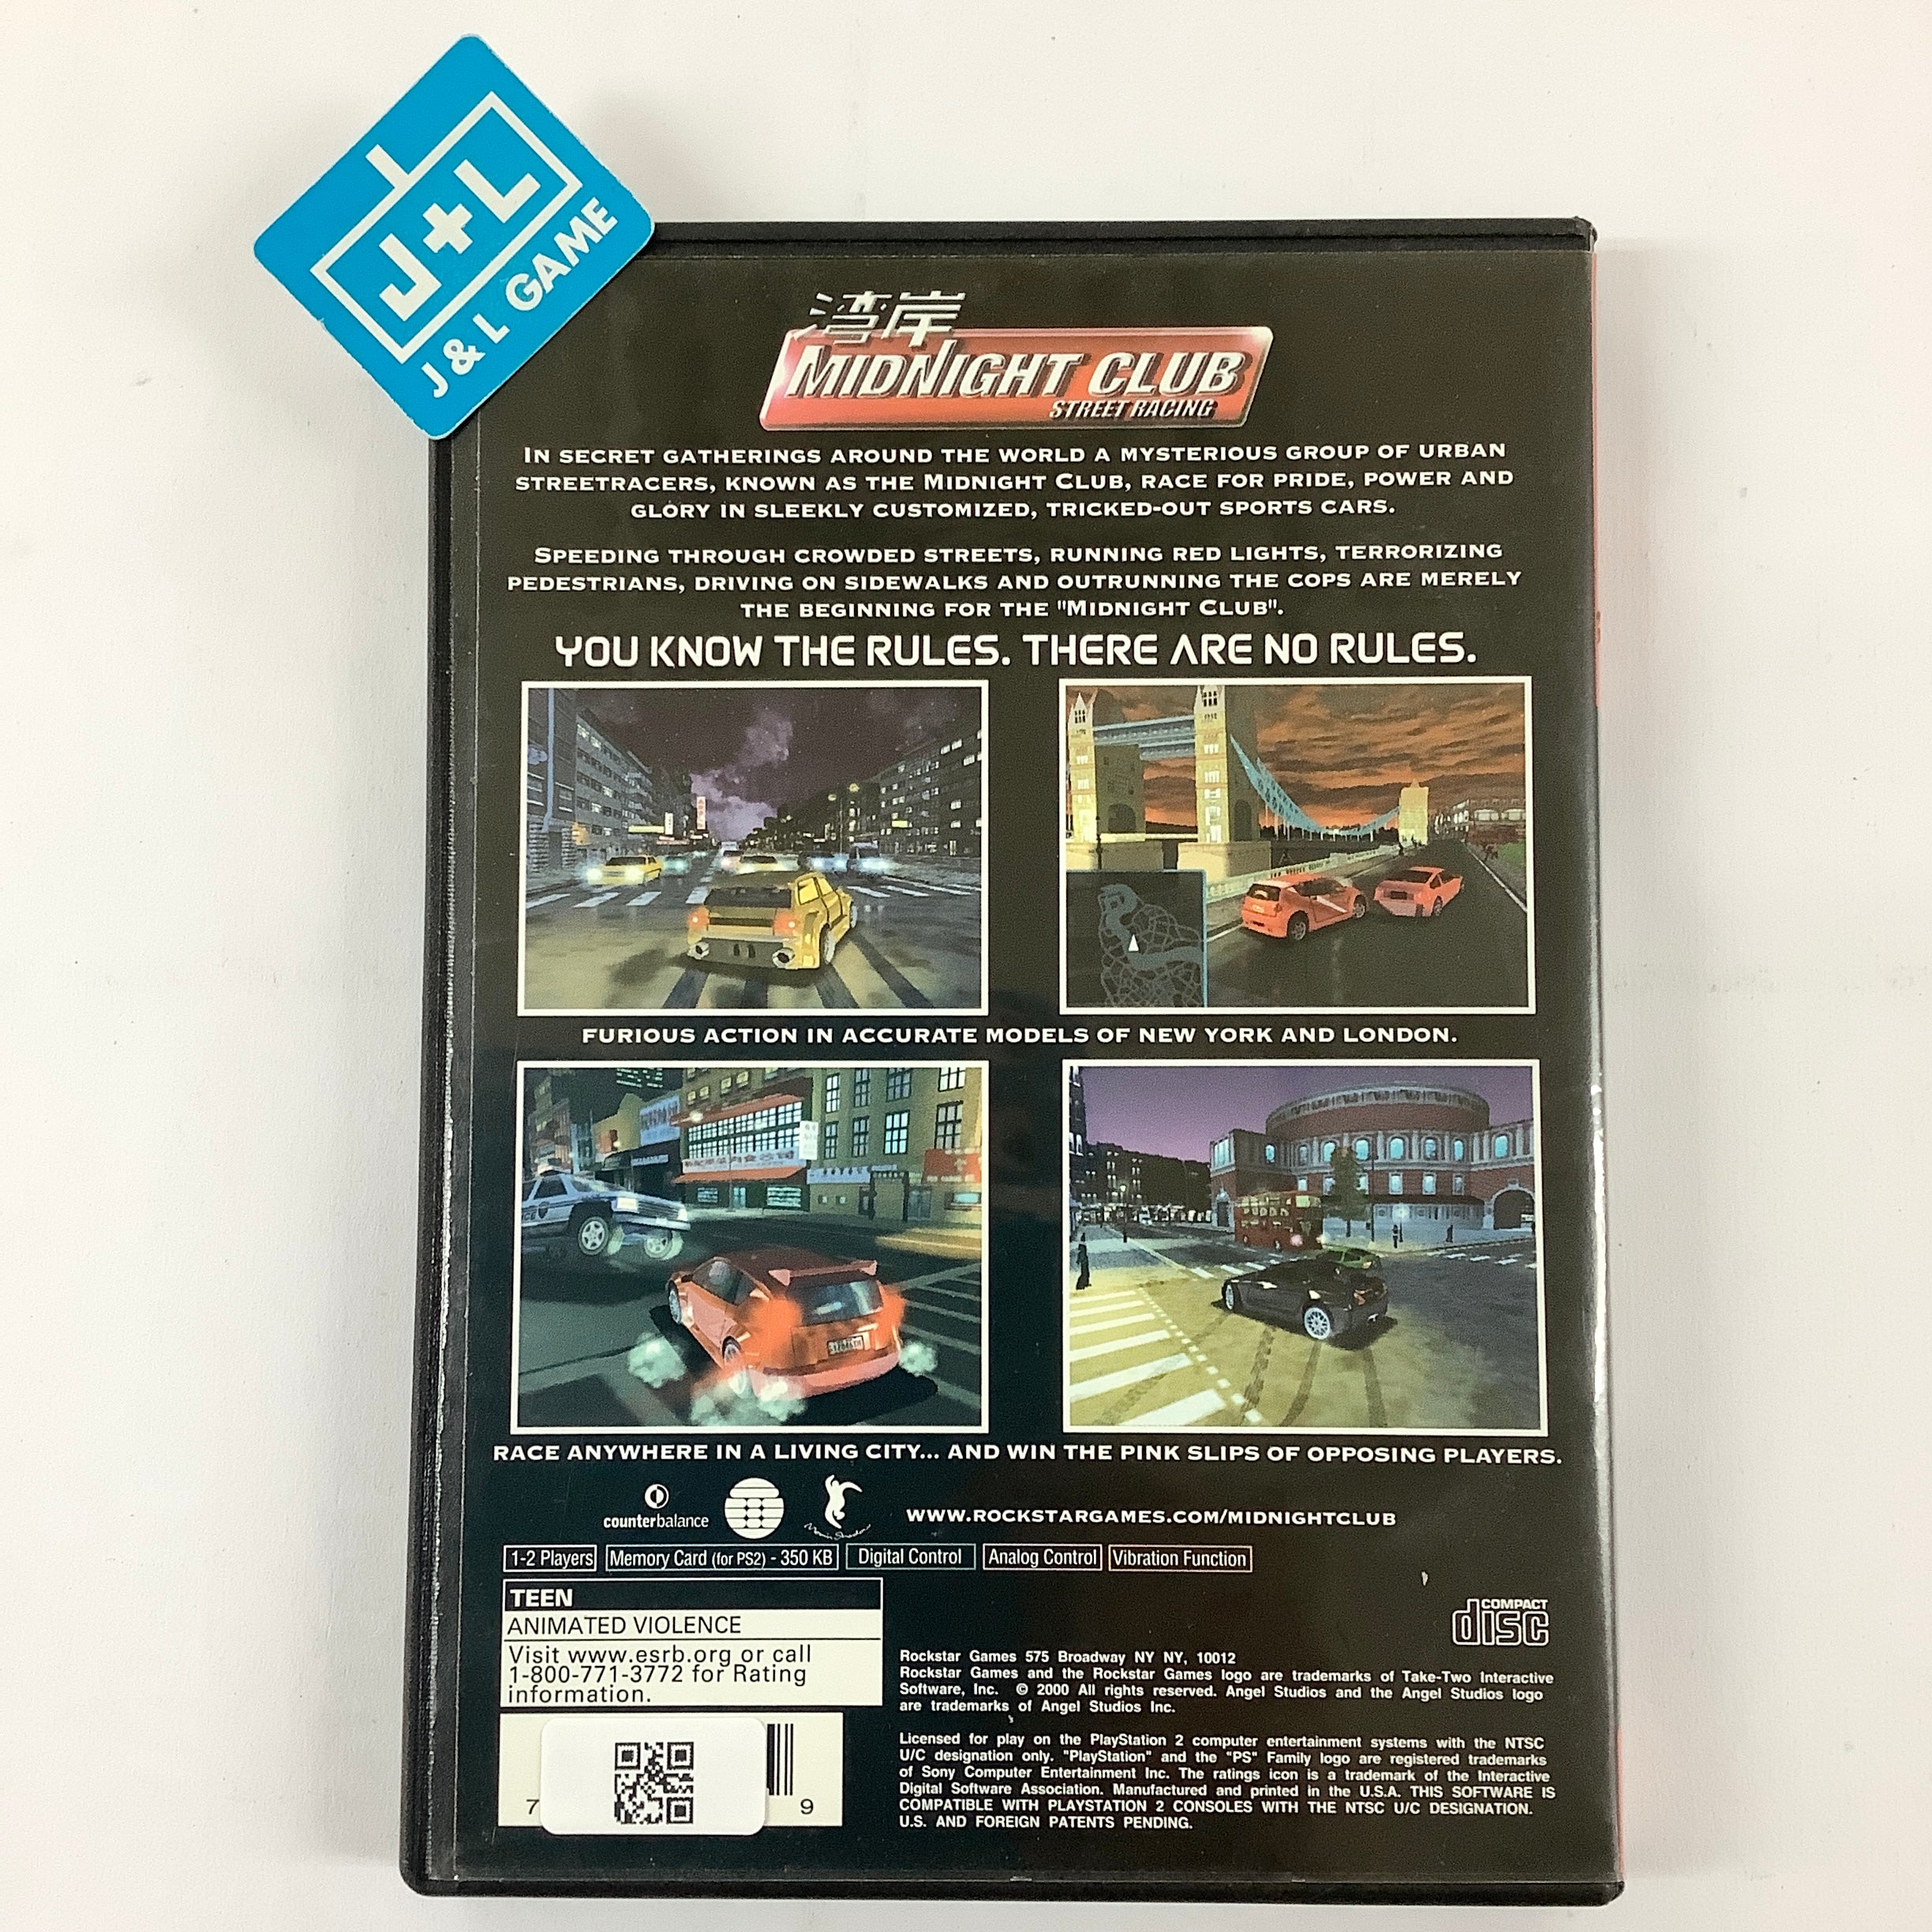 J+L
J & L GAME
湾岸
MIDNIGHT CLUB
STREET RACING
IN SECRET GATHERINGS AROUND THE WORLD A MYSTERIOUS GROUP OF URBAN
STREETRACERS, KNOWN AS THE MIDNIGHT CLUB, RACE FOR PRIDE, POWER AND
GLORY IN SLEEKLY CUSTOMIZED, TRICKED-OUT SPORTS CARS.
SPEEDING THROUGH CROWDED STREETS, RUNNING RED LIGHTS, TERRORIZING
PEDESTRIANS, DRIVING ON SIDEWALKS AND OUTRUNNING THE COPS ARE MERELY
THE BEGINNING FOR THE "MIDNIGHT CLUB".
YOU KNOW THE RULES. THERE ARE NO RULES.
FURIOUS ACTION IN ACCURATE MODELS OF NEW YORK AND LONDON.
RACE ANYWHERE IN A LIVING CITY... AND WIN THE PINK SLIPS OF OPPOSING PLAYERS.
counterbalance
WWW.ROCKSTARGAMES.COM/MIDNIGHTCLUB
1-2 Players Memory Card (for PS2) - 350 KB Digital Control Analog Control Vibration Function
TEEN
ANIMATED VIOLENCE
Visit www.esrb.org or call
1-800-771-3772 for Rating
information.
COMPACT
disc
Rockstar Games 575 Broadway NY NY, 10012
Rockstar Games and the Rockstar Games logo are trademarks of Take-Two Interactive
Software, Inc. © 2000 All rights reserved. Angel Studios and the Angel Studios logo
are trademarks of Angel Studios Inc.
Licensed for play on the PlayStation 2 computer entertainment systems with the NTSC
U/C designation only. "PlayStation" and the "PS" Family logo are registered trademarks
of Sony Computer Entertainment Inc. The ratings icon is a trademark of the Interactive
Digital Software Association. Manufactured and printed in the U.S.A. THIS SOFTWARE IS
COMPATIBLE WITH PLAYSTATION 2 CONSOLES WITH THE NTSC U/C DESIGNATION.
U.S. AND FOREIGN PATENTS PENDING.
7 9